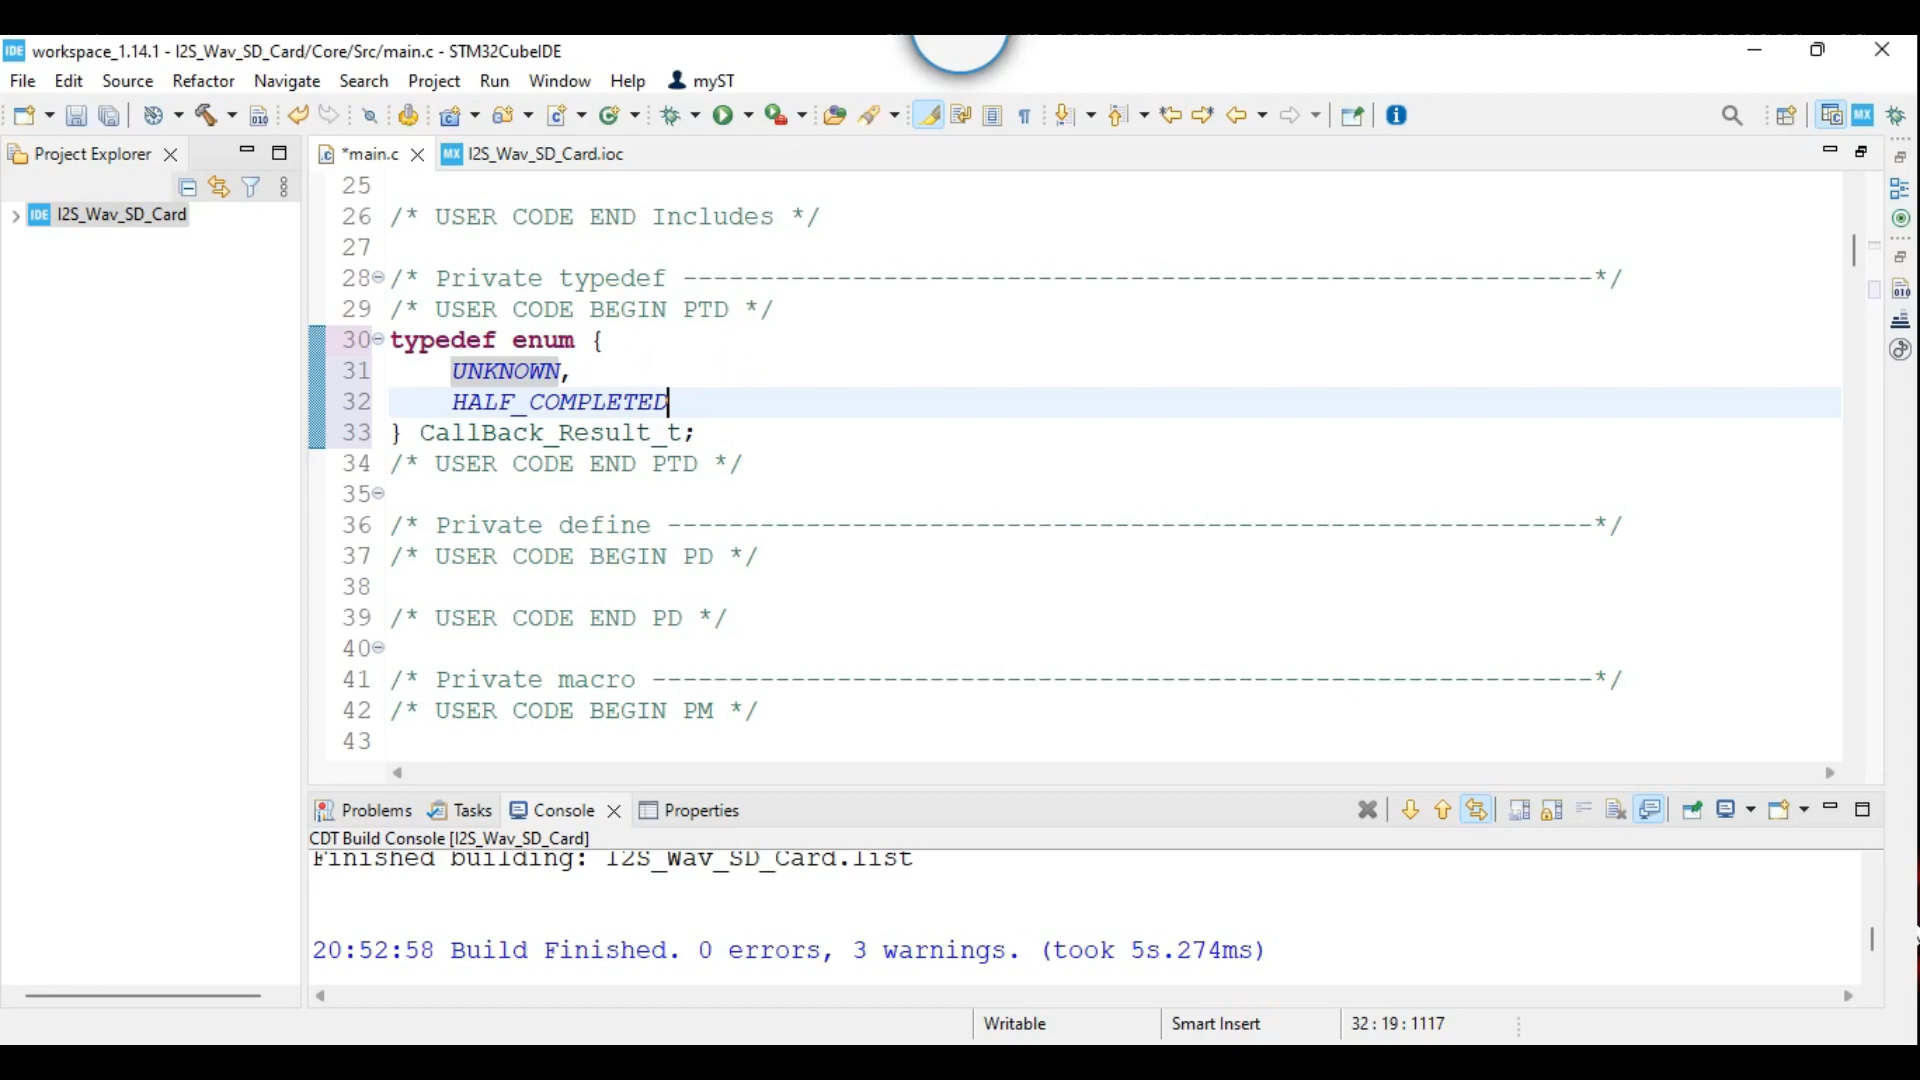 IDE workspace_1.14.1 - I2S_Wav_SD_Card/Core/Src/main.c - STM32CubeIDE
File Edit Source Refactor Navigate Search Project Run Window Help myST
MX
Project Explorer
*main.c
MX I2S_Wav_SD_Card.ioc
IDE I2S_Wav_SD_Card
25
26 /* USER CODE END Includes */
27
28 /* Private typedef -----------------------------------------------------------*/
29 /* USER CODE BEGIN PTD */
30 typedef enum {
31 UNKNOWN,
32 HALF_COMPLETED
33 } CallBack_Result_t;
34 /* USER CODE END PTD */
35
36 /* Private define ------------------------------------------------------------*/
37 /* USER CODE BEGIN PD */
38
39 /* USER CODE END PD */
40
41 /* Private macro -------------------------------------------------------------*/
42 /* USER CODE BEGIN PM */
43
Problems Tasks Console Properties
CDT Build Console [I2S_Wav_SD_Card]
Finished building: I2S_Wav_SD_Card.list
20:52:58 Build Finished. 0 errors, 3 warnings. (took 5s.274ms)
Writable Smart Insert 32 : 19 : 1117